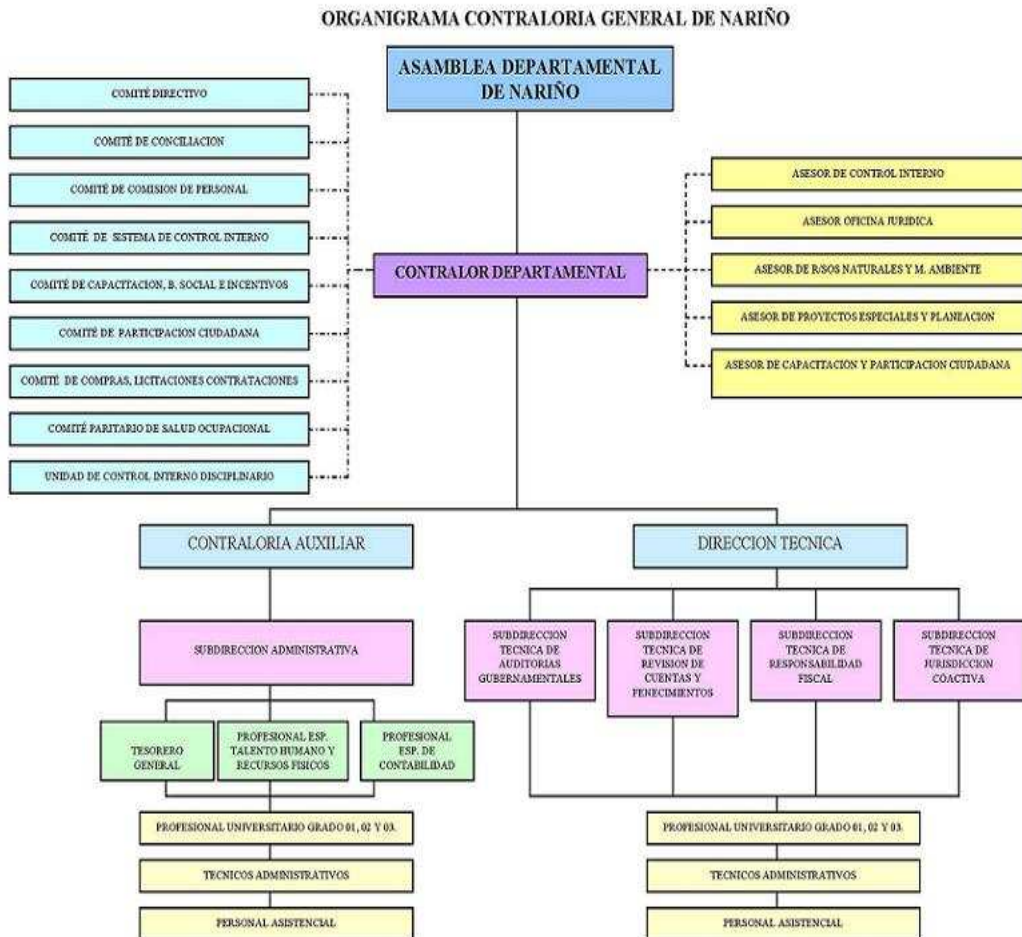 ORGANIGRAMA CONTRALORIA GENERAL DE NARIÑO
ASAMBLEA DEPARTAMENTAL
DE NARIÑO
COMITÉ DIRECTIVO
COMITÉ DE CONCILIACION
COMITÉ DE COMISION DE PERSONAL
COMITÉ DE SISTEMA DE CONTROL INTERNO
COMITÉ DE CAPACITACION, B. SOCIAL E INCENTIVOS
COMITÉ DE PARTICIPACION CIUDADANA
COMITÉ DE COMPRAS, LICITACIONES CONTRATACIONES
COMITÉ PARITARIO DE SALUD OCUPACIONAL
UNIDAD DE CONTROL INTERNO DISCIPLINARIO
CONTRALOR DEPARTAMENTAL
ASESOR DE CONTROL INTERNO
ASESOR OFICINA JURIDICA
ASESOR DE R/SOS NATURALES Y M. AMBIENTE
ASESOR DE PROYECTOS ESPECIALES Y PLANEACION
ASESOR DE CAPACITACION Y PARTICIPACION CIUDADANA
CONTRALORIA AUXILIAR
SUBDIRECCION ADMINISTRATIVA
TESORERO
GENERAL
PROFESIONAL ESP.
TALENTO HUMANO Y
RECURSOS FISICOS
PROFESIONAL
ESP. DE
CONTABILIDAD
PROFESIONAL UNIVERSITARIO GRADO 01, 02 Y 03.
TECNICOS ADMINISTRATIVOS
PERSONAL ASISTENCIAL
DIRECCION TECNICA
SUBDIRECCION
TECNICA DE
AUDITORIAS
GUBERNAMENTALES
SUBDIRECCION
TECNICA DE
REVISION DE
CUENTAS Y
FENECIMIENTOS
SUBDIRECCION
TECNICA DE
RESPONSABILIDAD
FISCAL
SUBDIRECCION
TECNICA DE
JURISDICCION
COACTIVA
PROFESIONAL UNIVERSITARIO GRADO 01, 02 Y 03.
TECNICOS ADMINISTRATIVOS
PERSONAL ASISTENCIAL